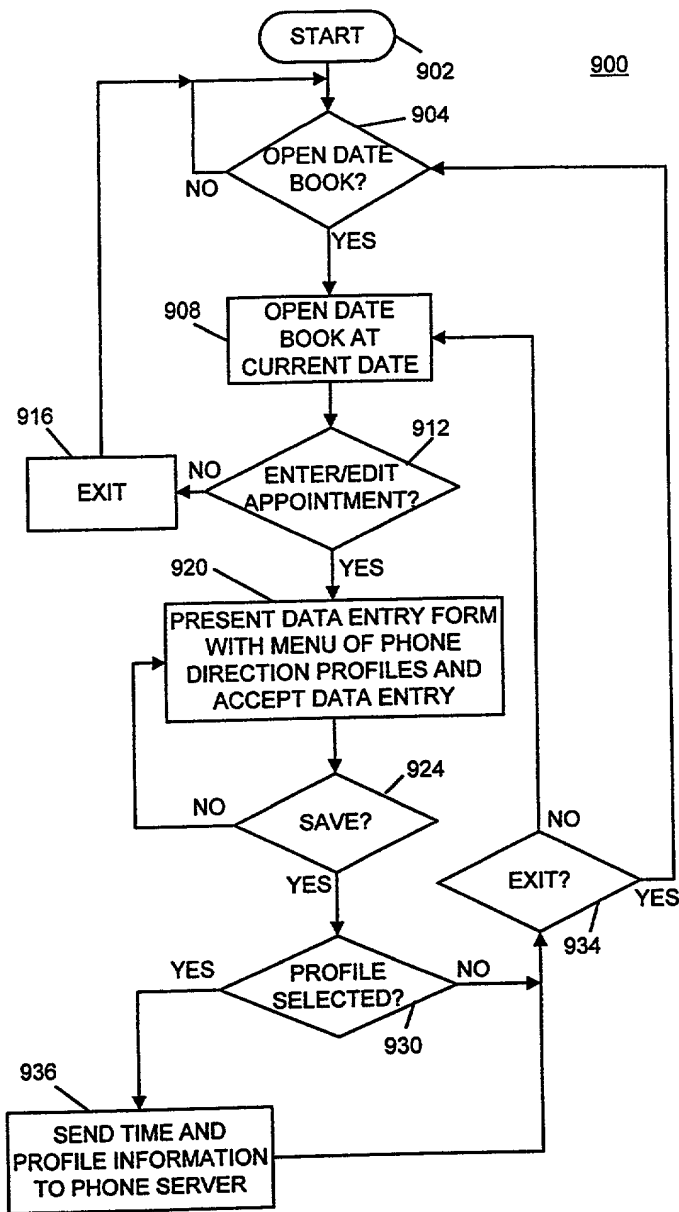 START
902
900
904
OPEN DATE
BOOK?
NO
YES
908
OPEN DATE
BOOK AT
CURRENT DATE
916
912
NO
EXIT
ENTER/EDIT
APPOINTMENT?
YES
920
PRESENT DATA ENTRY FORM
WITH MENU OF PHONE
DIRECTION PROFILES AND
ACCEPT DATA ENTRY
924
NO
SAVE?
NO
YES
EXIT?
YES
934
YES
PROFILE
SELECTED?
NO
930
936
SEND TIME AND
PROFILE INFORMATION
TO PHONE SERVER